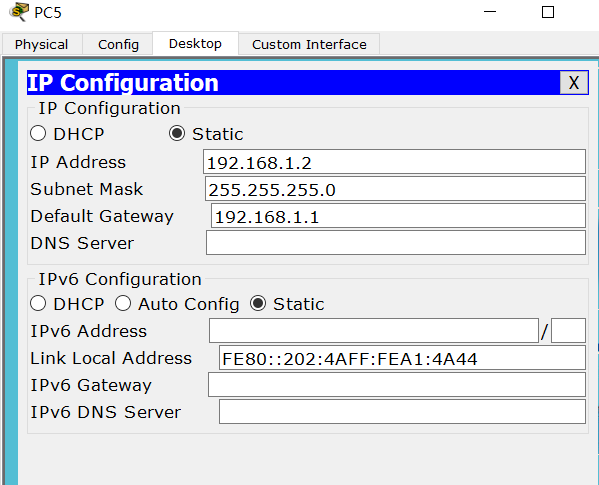 PC5
Physical Config Desktop Custom Interface
IP Configuration X
IP Configuration
DHCP Static
IP Address 192.168.1.2
Subnet Mask 255.255.255.0
Default Gateway 192.168.1.1
DNS Server
IPv6 Configuration
DHCP Auto Config Static
IPv6 Address /
Link Local Address FE80::202:4AFF:FEA1:4A44
IPv6 Gateway
IPv6 DNS Server